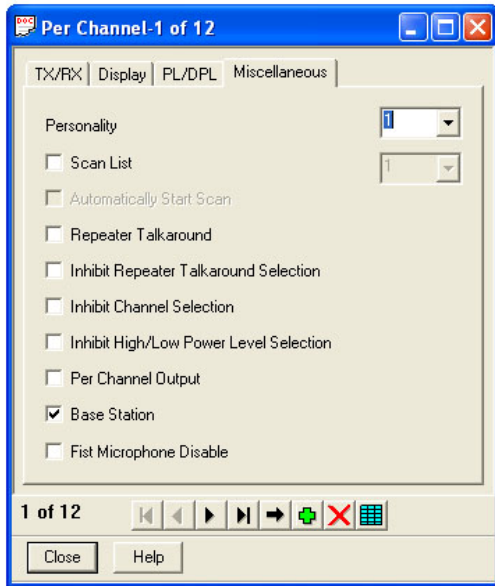 DOC
Per Channel-1 of 12
TX/RX Display PL/DPL Miscellaneous
Personality 1
Scan List 1
Automatically Start Scan
Repeater Talkaround
Inhibit Repeater Talkaround Selection
Inhibit Channel Selection
Inhibit High/Low Power Level Selection
Per Channel Output
Base Station
Fist Microphone Disable
1 of 12
Close Help